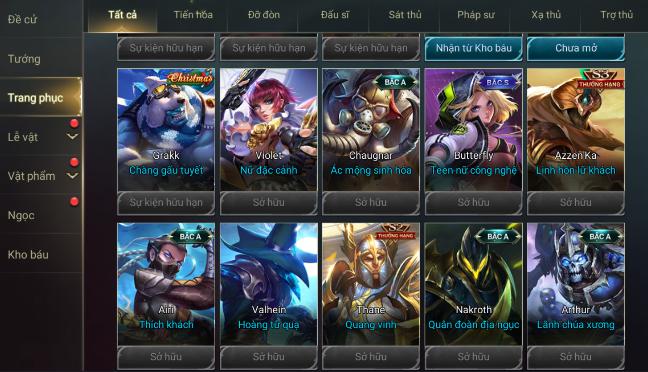 Đề cử
Tướng
Trang phục
Lễ vật
Vật phẩm
Ngọc
Kho báu
Tất cả
Tiến hóa
Đỡ đòn
Đấu sĩ
Sát thủ
Pháp sư
Xạ thủ
Trợ thủ
Sự kiện hữu hạn
Sự kiện hữu hạn
Sự kiện hữu hạn
Nhận từ Kho báu
Chưa mở
Christmas
Grakk
Chàng gấu tuyết
Sự kiện hữu hạn
Violet
Nữ đặc cảnh
Sở hữu
BẬC A
Chaugnar
Ác mộng sinh hóa
Sở hữu
BẬC S
Butterfly
Teen nữ công nghệ
Sở hữu
S3
THƯỞNG HẠNG
Azzen'Ka
Linh hồn lữ khách
Sở hữu
BẬC A
Airi
Thích khách
Sở hữu
Valhein
Hoàng tử quạ
Sở hữu
S2
THƯỞNG HẠNG
Thane
Quang vinh
Sở hữu
BẬC A
Nakroth
Quân đoàn địa ngục
Sở hữu
BẬC A
Arthur
Lãnh chúa xương
Sở hữu